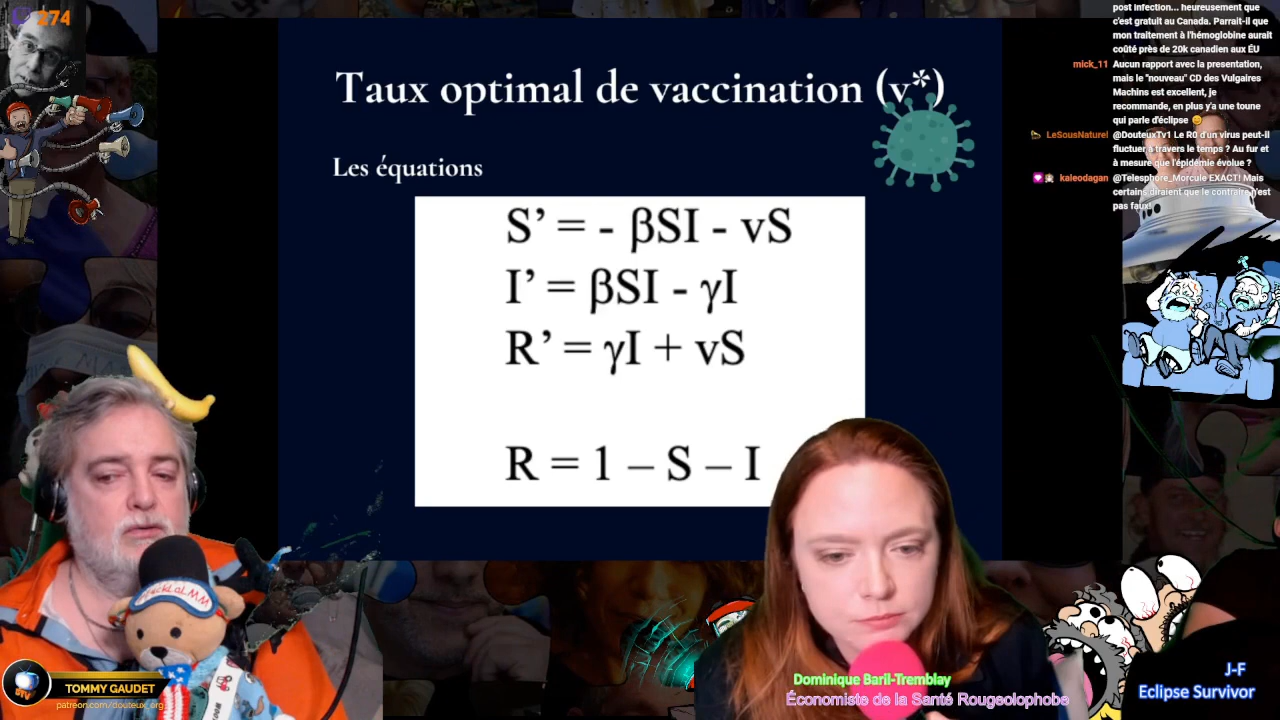 274
post infection... heureusement que
c'est gratuit au Canada. Parrait-il que
mon traitement à l'hémoglobine aurait
coûté près de 20k canadien aux ÉU
mick_11 Aucun rapport avec la presentation,
mais le "nouveau" CD des Vulgaires
Machins est excellent, je
recommande, en plus y'a une toune
qui parle d'éclipse
LeSousNaturel @DouteuxTv1 Le R0 d'un virus peut-il
fluctuer à travers le temps ? Au fur et
à mesure que l'épidémie évolue ?
kaleodagan @Telesphore_Morcule EXACT! Mais
certains diraient que le contraire n'est
pas faux!
Taux optimal de vaccination (v*)
Les équations
S’ = - βSI - vS
I’ = βSI - γI
R’ = γI + vS
R = 1 – S – I
DTV
TOMMY GAUDET
patreon.com/douteux_org
Dominique Baril-Tremblay
Économiste de la Santé Rougeolophobe
J-F
Eclipse Survivor